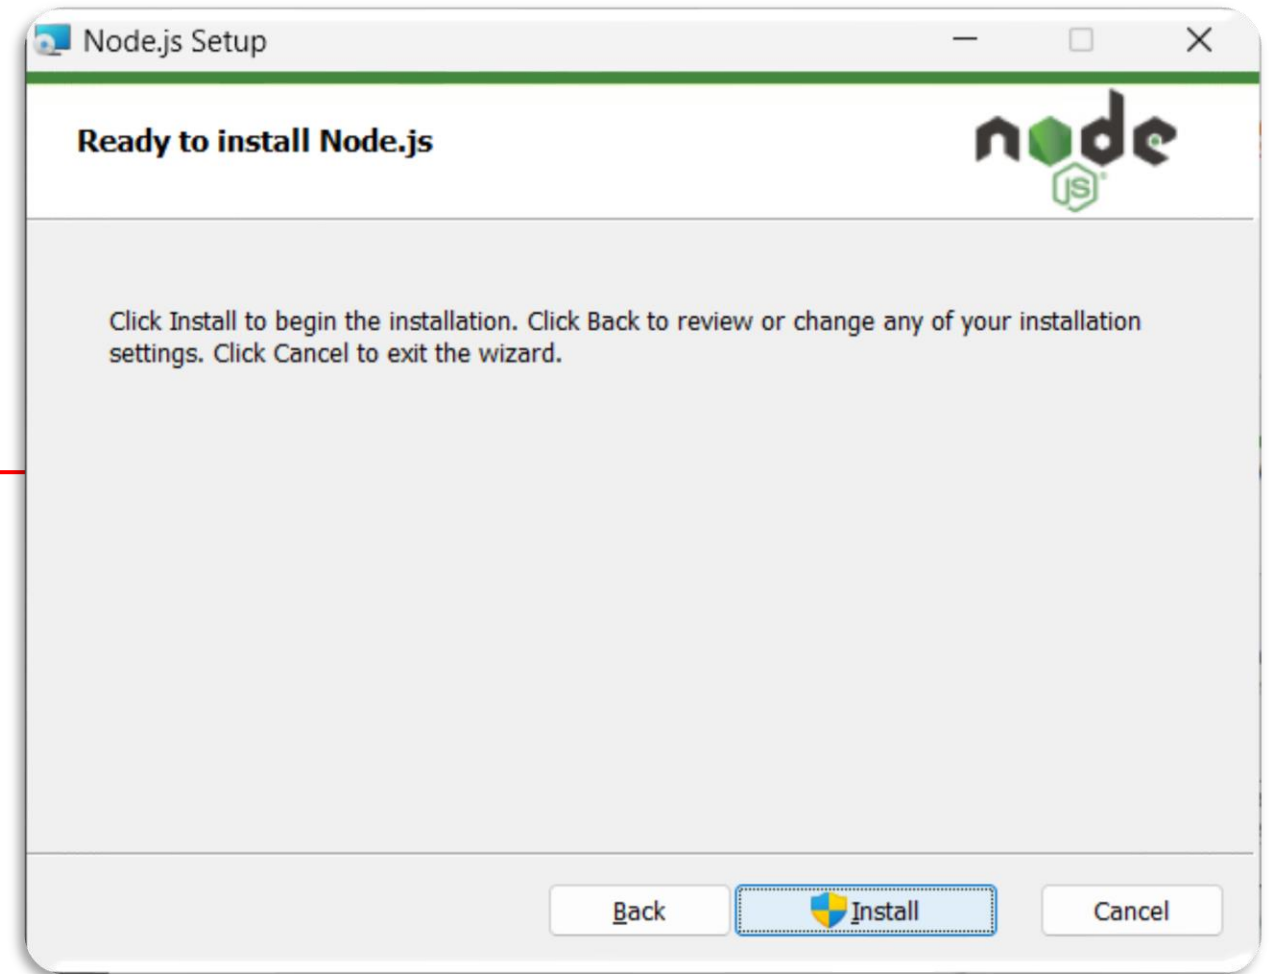 Node.js Setup
Ready to install Node.js
node
JS
Click Install to begin the installation. Click Back to review or change any of your installation
settings. Click Cancel to exit the wizard.
Back
Install
Cancel